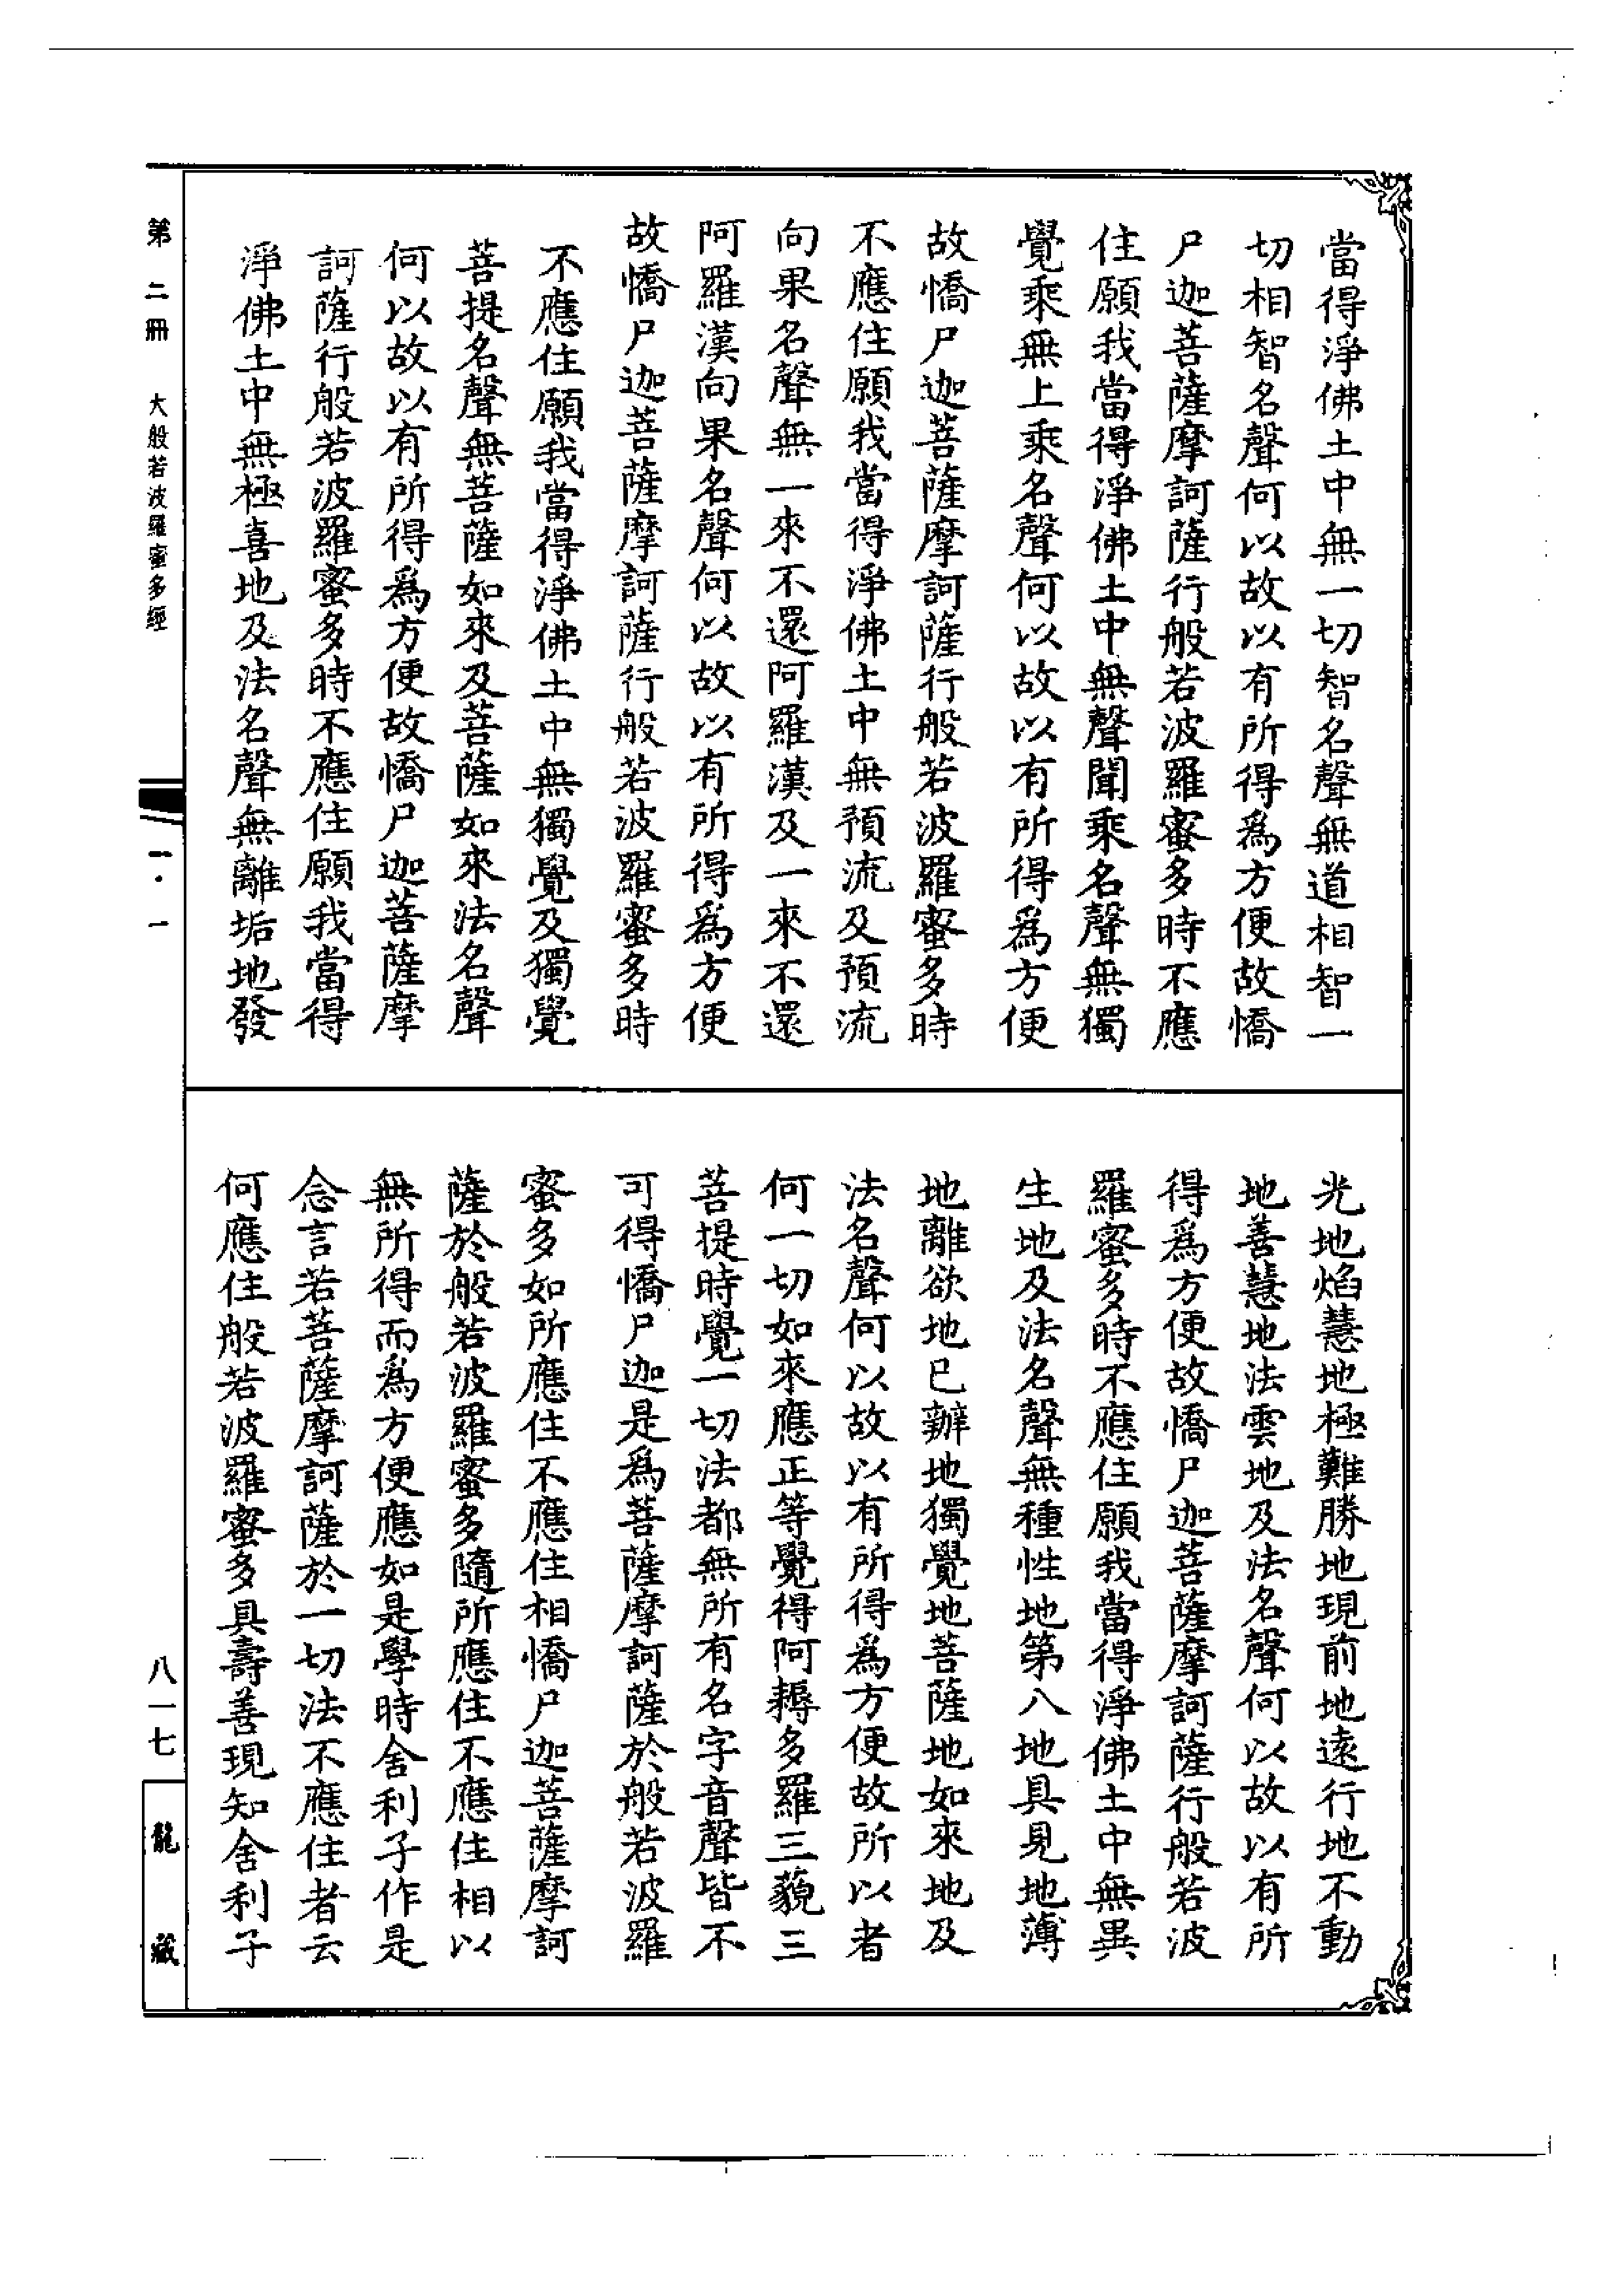 當得淨佛土中無一切智名聲無道相智一
切相智名聲何以故以有所得爲方便故憍
尸迦菩薩摩訶薩行般若波羅蜜多時不應
住願我當得淨佛土中無聲聞乘名聲無獨
覺乘無上乘名聲何以故以有所得爲方便
故憍尸迦菩薩摩訶薩行般若波羅蜜多時
不應住願我當得淨佛土中無預流及預流
向果名聲無一來不還阿羅漢及一來不還
阿羅漢向果名聲何以故以有所得爲方便
故憍尸迦菩薩摩訶薩行般若波羅蜜多時
不應住願我當得淨佛土中無獨覺及獨覺
菩提名聲無菩薩如來及菩薩如來法名聲
何以故以有所得爲方便故憍尸迦菩薩摩
訶薩行般若波羅蜜多時不應住願我當得
淨佛土中無極喜地及法名聲無離垢地發
光地焰慧地極難勝地現前地遠行地不動
地善慧地法雲地及法名聲何以故以有所
得爲方便故憍尸迦菩薩摩訶薩行般若波
羅蜜多時不應住願我當得淨佛土中無異
生地及法名聲無種性地第八地具見地薄
地離欲地已辦地獨覺地菩薩地如來地及
法名聲何以故以有所得爲方便故所以者
何一切如來應正等覺得阿耨多羅三藐三
菩提時覺一切法都無所有名字音聲皆不
可得憍尸迦是爲菩薩摩訶薩於般若波羅
蜜多如所應住不應住相憍尸迦菩薩摩訶
薩於般若波羅蜜多隨所應住不應住相以
無所得而爲方便應如是學時舍利子作是
念言若菩薩摩訶薩於一切法不應住者云
何應住般若波羅蜜多具壽善現知舍利子
第二冊 大般若波羅蜜多經
一·一
八一七
龍藏